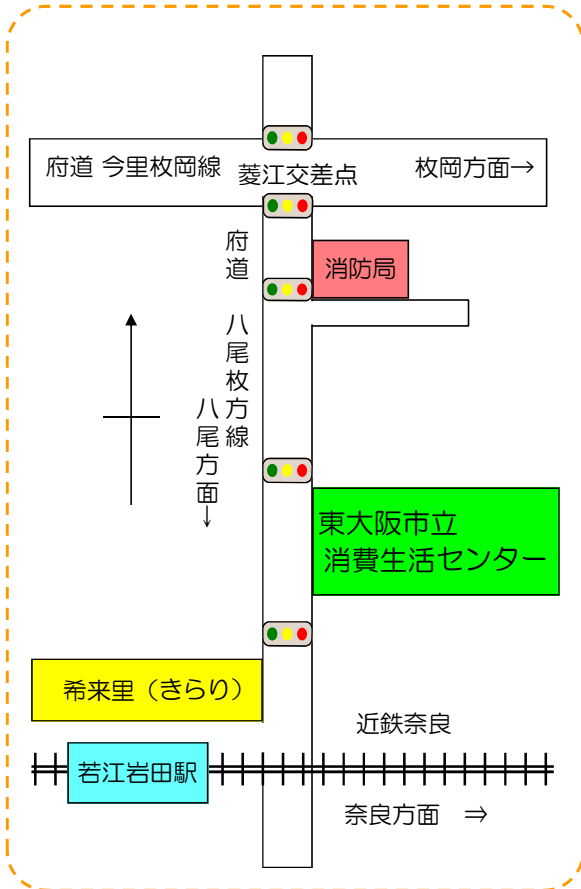 府道 今里枚岡線
菱江交差点
枚岡方面→
府道 八尾枚方線
八尾方面→
消防局
東大阪市立
消費生活センター
希来里（きらり）
近鉄奈良
若江岩田駅
奈良方面 ⇒